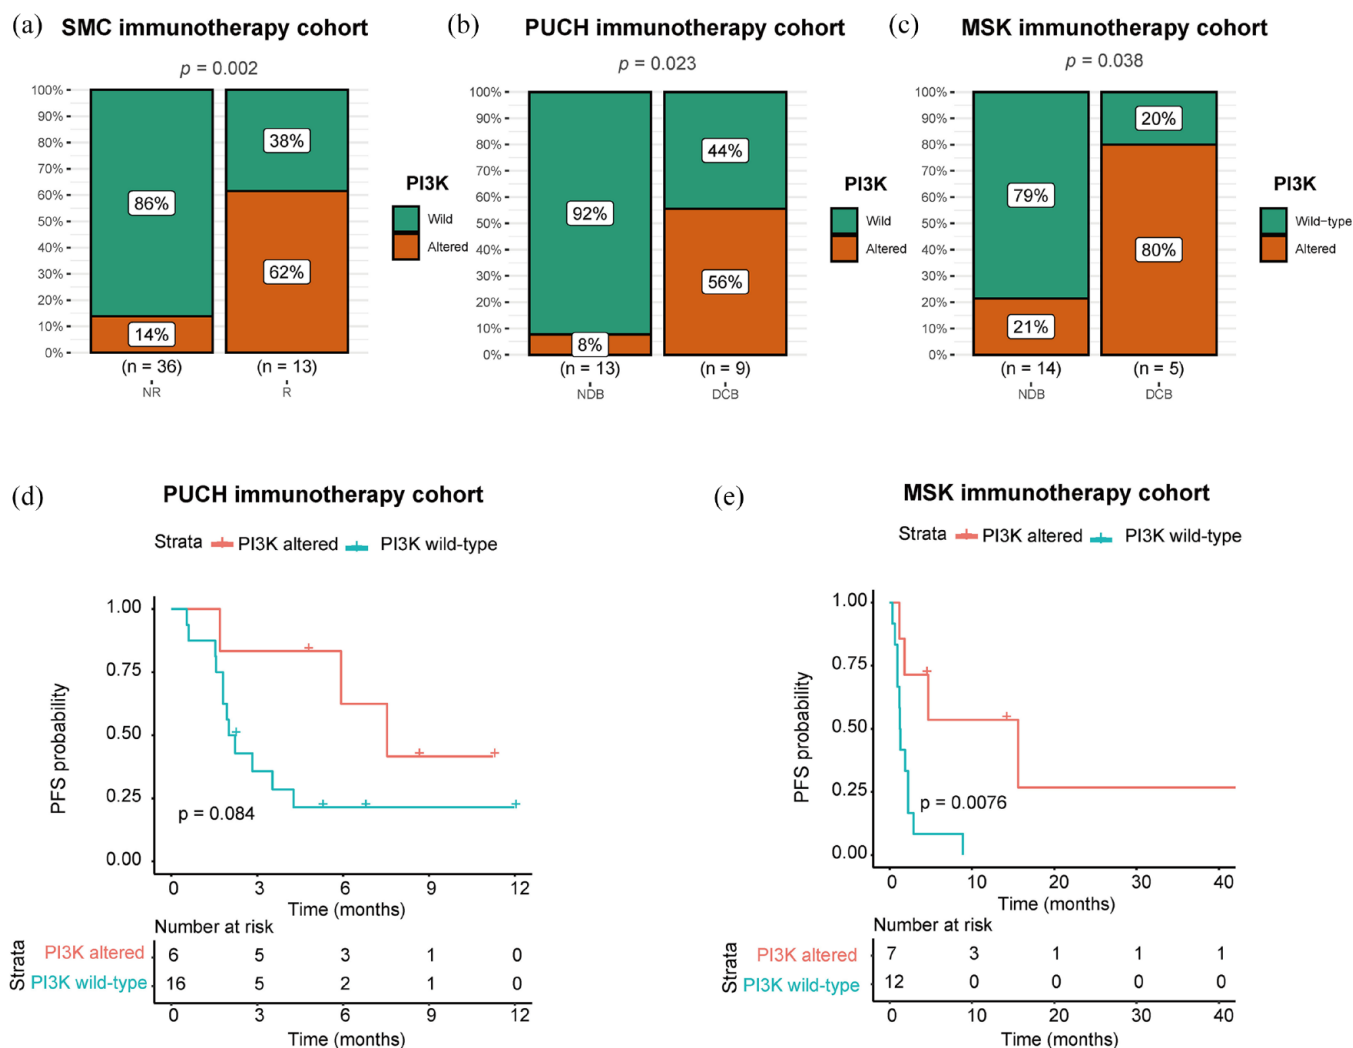 (a) SMC immunotherapy cohort
p = 0.002
100%
90%
80%
70%
60%
50%
40%
30%
20%
10%
0%
86%
14%
38%
62%
(n = 36) (n = 13)
NR R
PI3K
Wild
Altered
(b) PUCH immunotherapy cohort
p = 0.023
100%
90%
80%
70%
60%
50%
40%
30%
20%
10%
0%
92%
8%
44%
56%
(n = 13) (n = 9)
NDB DCB
PI3K
Wild
Altered
(c) MSK immunotherapy cohort
p = 0.038
100%
90%
80%
70%
60%
50%
40%
30%
20%
10%
0%
79%
21%
20%
80%
(n = 14) (n = 5)
NDB DCB
PI3K
Wild-type
Altered
(d) PUCH immunotherapy cohort
Strata PI3K altered PI3K wild-type
PFS probability
1.00
0.75
0.50
0.25
0.00
p = 0.084
0 3 6 9 12
Time (months)
Number at risk
Strata
PI3K altered 6 5 3 1 0
PI3K wild-type 16 5 2 1 0
0 3 6 9 12
Time (months)
(e) MSK immunotherapy cohort
Strata PI3K altered PI3K wild-type
PFS probability
1.00
0.75
0.50
0.25
0.00
p = 0.0076
0 10 20 30 40
Time (months)
Number at risk
Strata
PI3K altered 7 3 1 1 1
PI3K wild-type 12 0 0 0 0
0 10 20 30 40
Time (months)